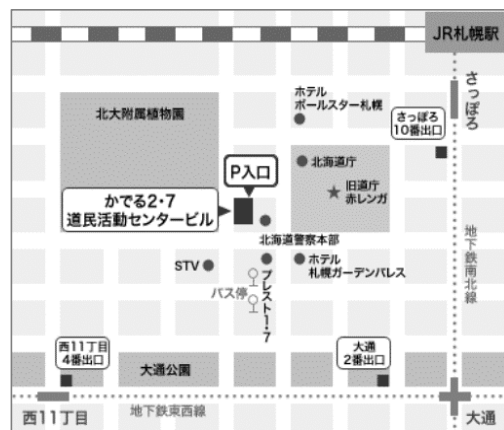 JR札幌駅
さっぽろ
ホテル
ポールスター札幌
さっぽろ
10番出口
北大附属植物園
P入口
北海道庁
旧道庁
赤レンガ
かでる2・7
道民活動センタービル
北海道警察本部
地下鉄南北線
STV
ホテル
札幌ガーデンパレス
バス停
プレスト1・7
西11丁目
4番出口
大通公園
大通
2番出口
西11丁目
地下鉄東西線
大通